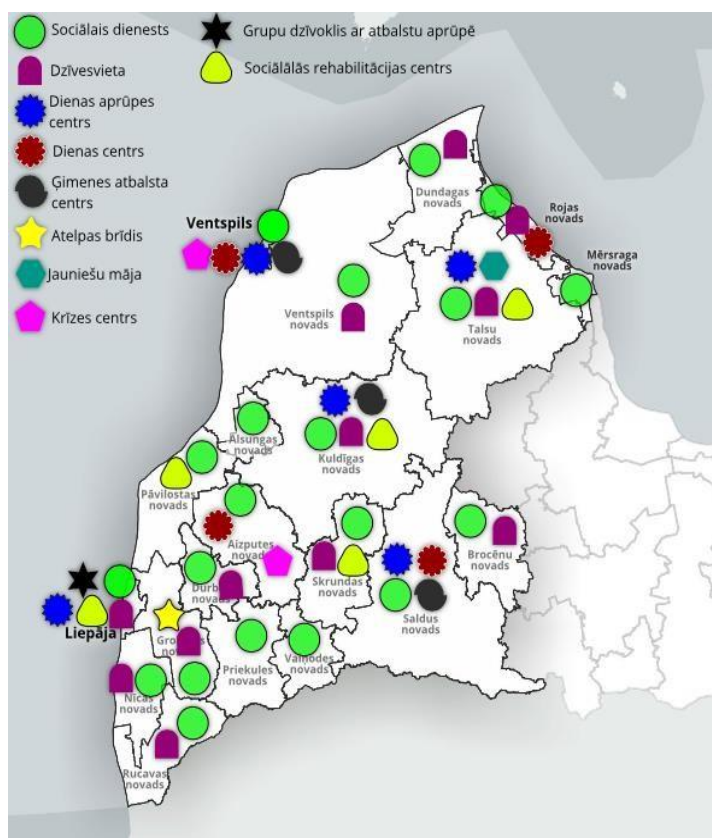 Sociālais dienests
Grupu dzīvoklis ar atbalstu aprūpē
Dzīvesvieta
Sociālālās rehabilitācijas centrs
Dienas aprūpes
centrs
Dienas centrs
Ģimenes atbalsta
centrs
Atelpas brīdis
Jauniešu māja
Krīzes centrs
Dundagas
novads
Rojas
novads
Ventspils
Mērsraga
novads
Ventspils
novads
Talsu
novads
Alsungas
novads
Kuldīgas
novads
Pāvilostas
novads
Aizputes
novads
Brocēnu
novads
Skrundas
novads
novads
Saldus
novads
Liepāja
Priekules
novads
Vaiņodes
novads
Nīcas
novads
Rucavas
novads